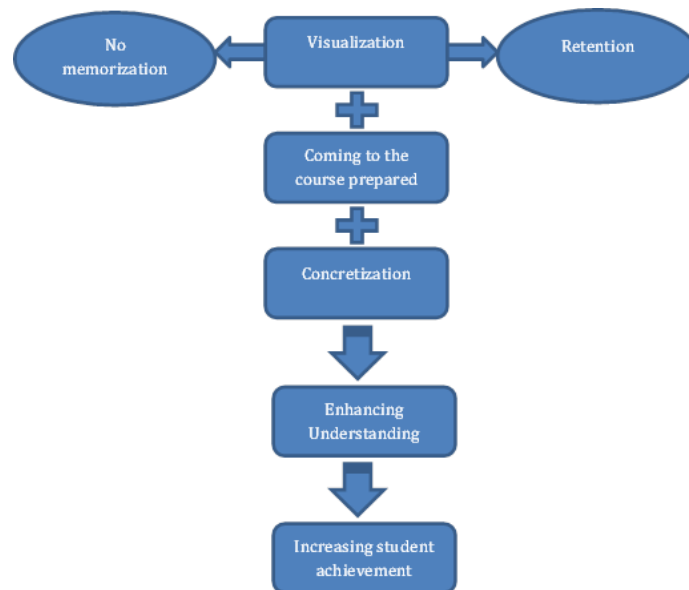 No
memorization
Visualization
Retention
Coming to the
course prepared
Concretization
Enhancing
Understanding
Increasing student
achievement